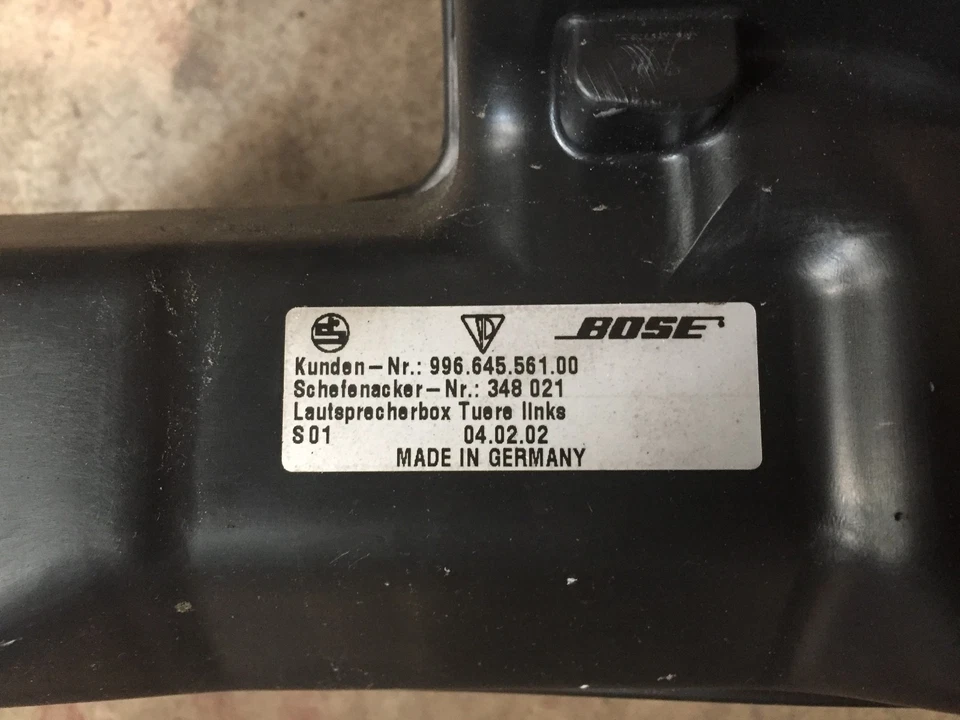 BOSE
Kunden-Nr.: 996.645.561.00
Schefenacker-Nr.: 348 021
Lautsprecherbox Tuere links
S01 04.02.02
MADE IN GERMANY